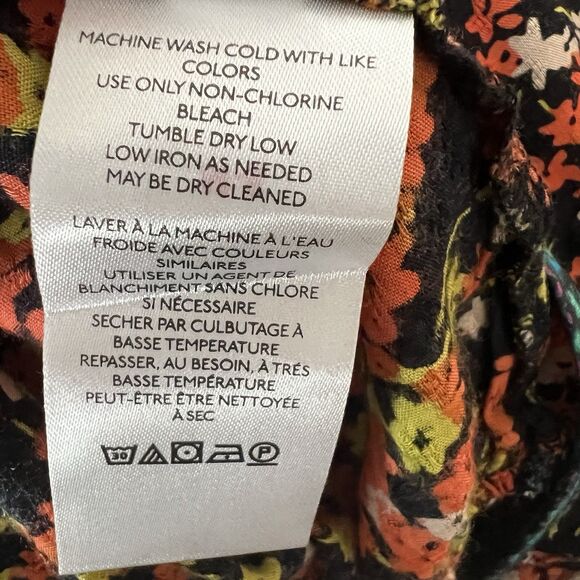 MACHINE WASH COLD WITH LIKE
COLORS
USE ONLY NON-CHLORINE
BLEACH
TUMBLE DRY LOW
LOW IRON AS NEEDED
MAY BE DRY CLEANED
LAVER À LA MACHINE À L'EAU
FROIDE AVEC COULEURS
SIMILAIRES
UTILISER UN AGENT DE
BLANCHIMENT SANS CHLORE
SI NÉCESSAIRE
SECHER PAR CULBUTAGE À
BASSE TEMPERATURE
REPASSER, AU BESOIN, À TRÉS
BASSE TEMPÉRATURE
PEUT-ÊTRE ÊTRE NETTOYÉE
À SEC
30 P